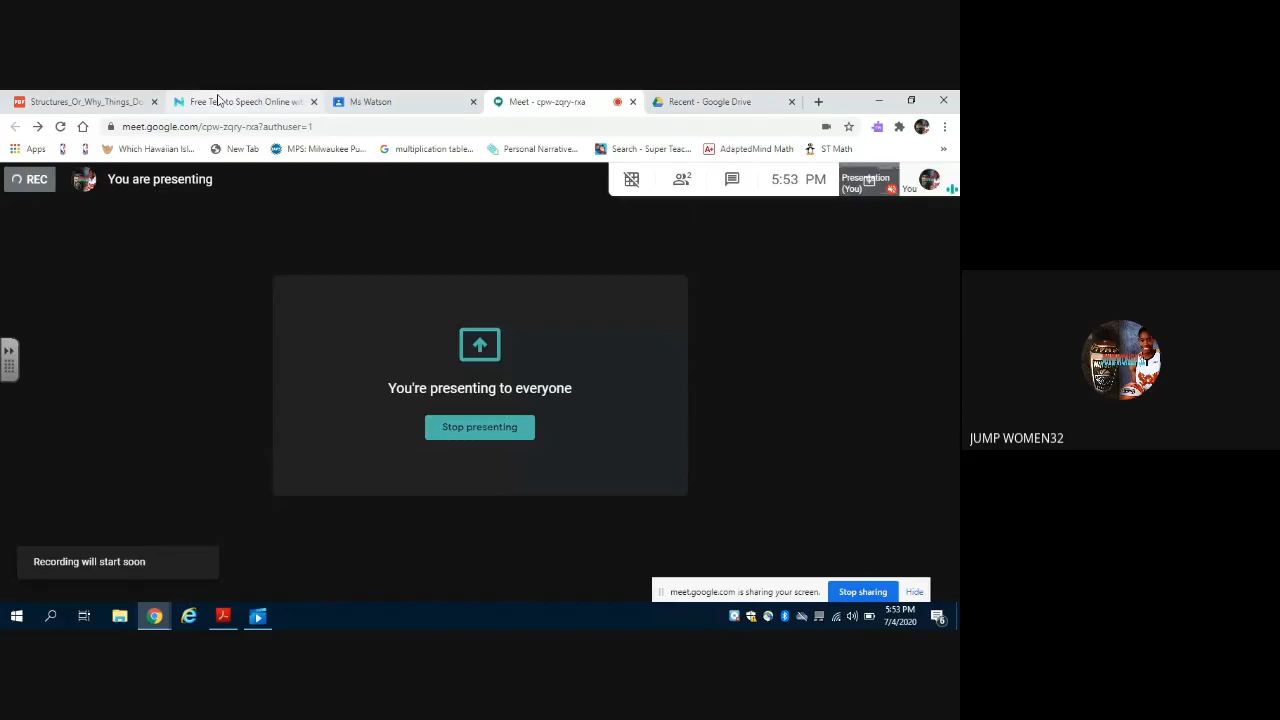 Structures_Or_Why_Things_Do
Free Te to Speech Online wit
Ms Watson
Meet - cpw-zqry-rxa
Recent - Google Drive
meet.google.com/cpw-zqry-rxa?authuser=1
Apps
Which Hawaiian Isl...
New Tab
MPS: Milwaukee Pu...
multiplication table...
Personal Narrative...
Search - Super Teac...
AdaptedMind Math
ST Math
»
REC
You are presenting
2
5:53 PM
Presentation
(You)
You
You're presenting to everyone
Stop presenting
JUMP WOMEN32
Recording will start soon
meet.google.com is sharing your screen.
Stop sharing
Hide
5:53 PM
7/4/2020
6